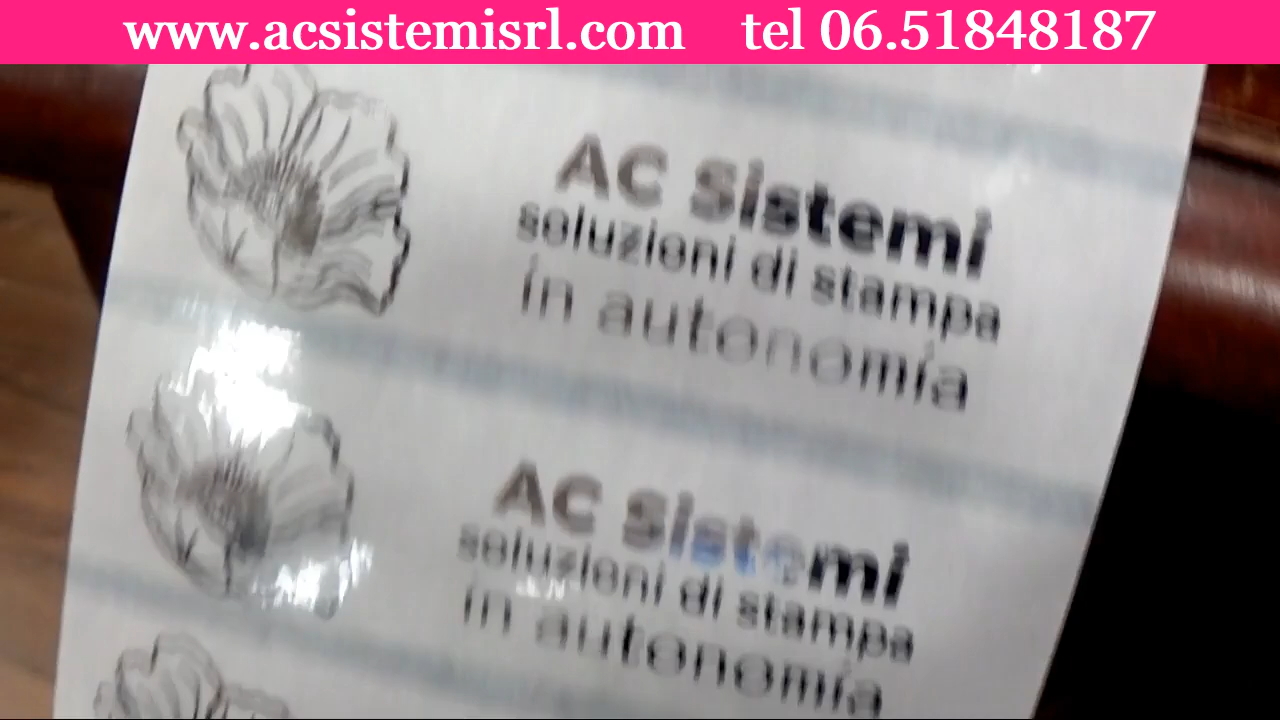 www.acsistemisrl.com tel 06.51848187
AC Sistemi
soluzioni di stampa
in autonomia
AC Sistemi
soluzioni di stampa
in autonomia